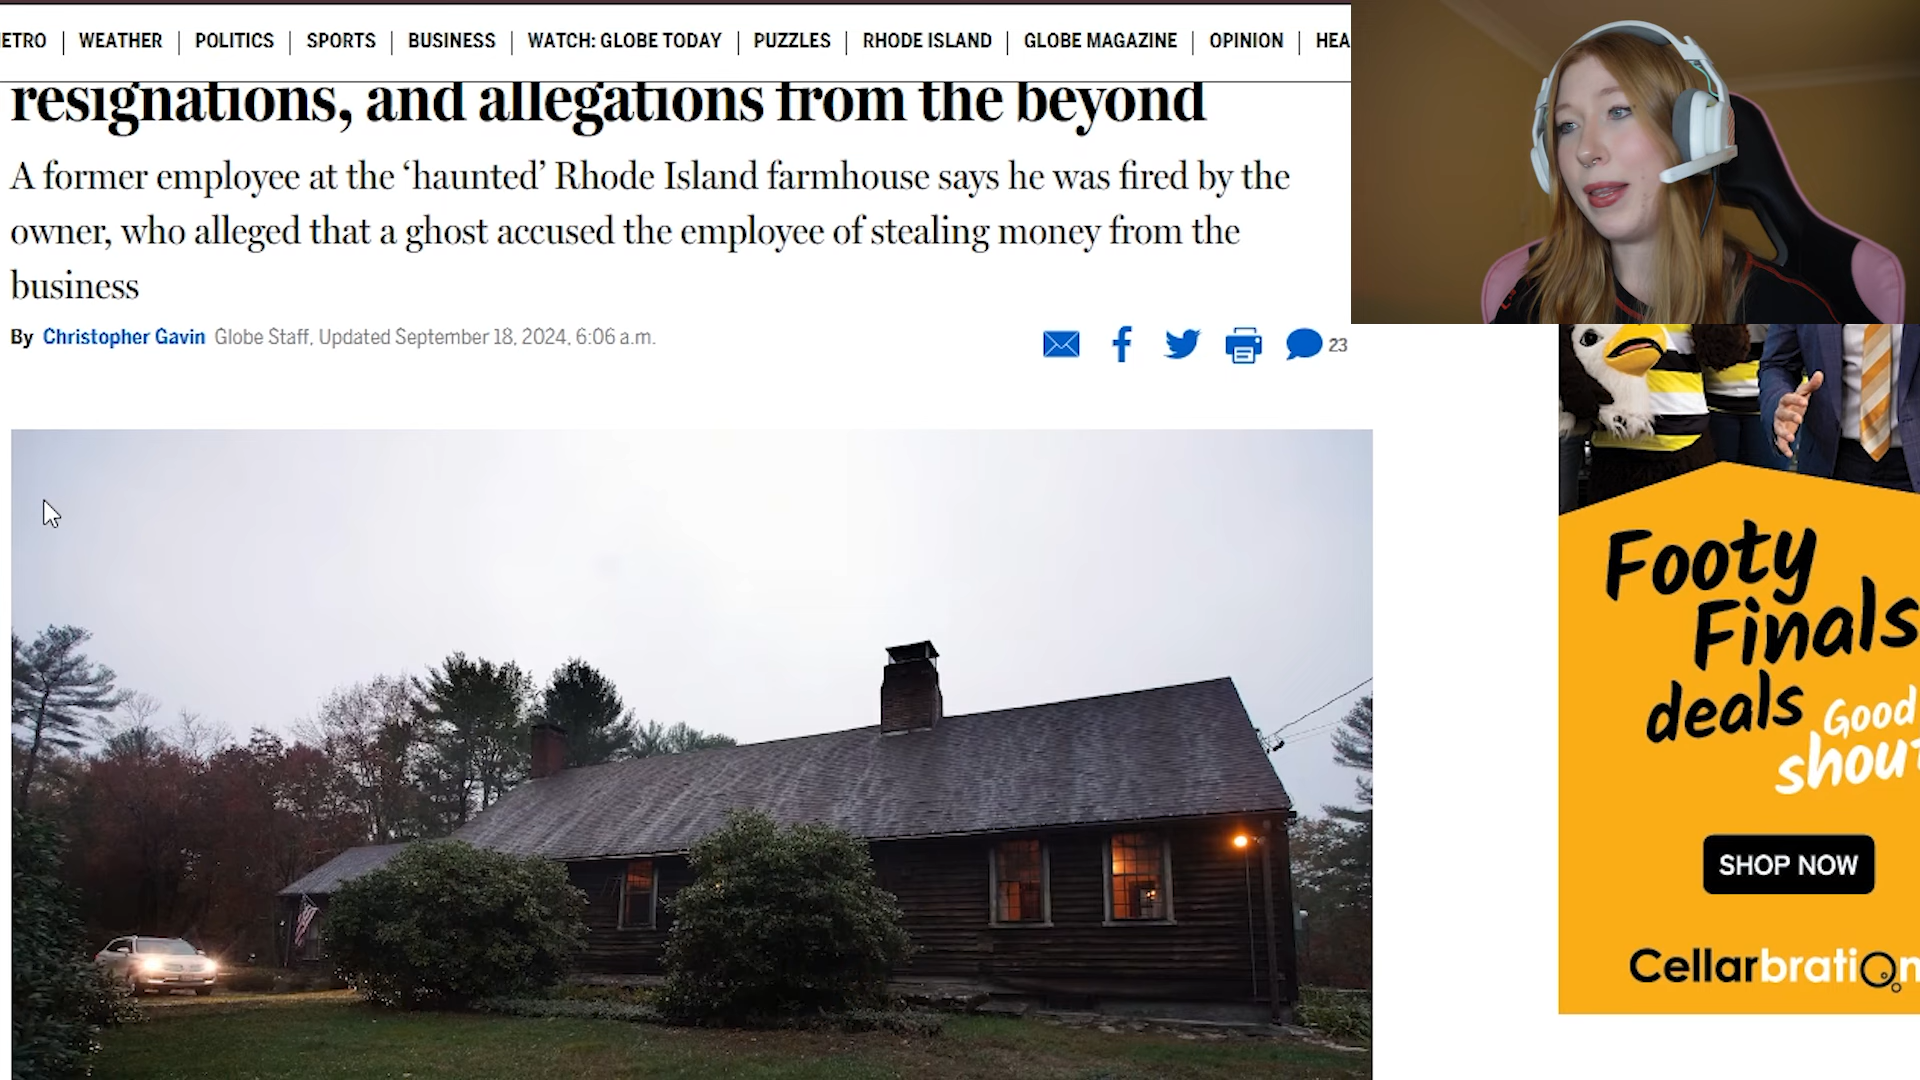 ETRO | WEATHER | POLITICS | SPORTS | BUSINESS | WATCH: GLOBE TODAY | PUZZLES | RHODE ISLAND | GLOBE MAGAZINE | OPINION | HEA
resignations, and allegations from the beyond
A former employee at the ‘haunted’ Rhode Island farmhouse says he was fired by the
owner, who alleged that a ghost accused the employee of stealing money from the
business
By Christopher Gavin Globe Staff, Updated September 18, 2024, 6:06 a.m.
23
Footy
Finals
deals
Good
shout
SHOP NOW
Cellarbration